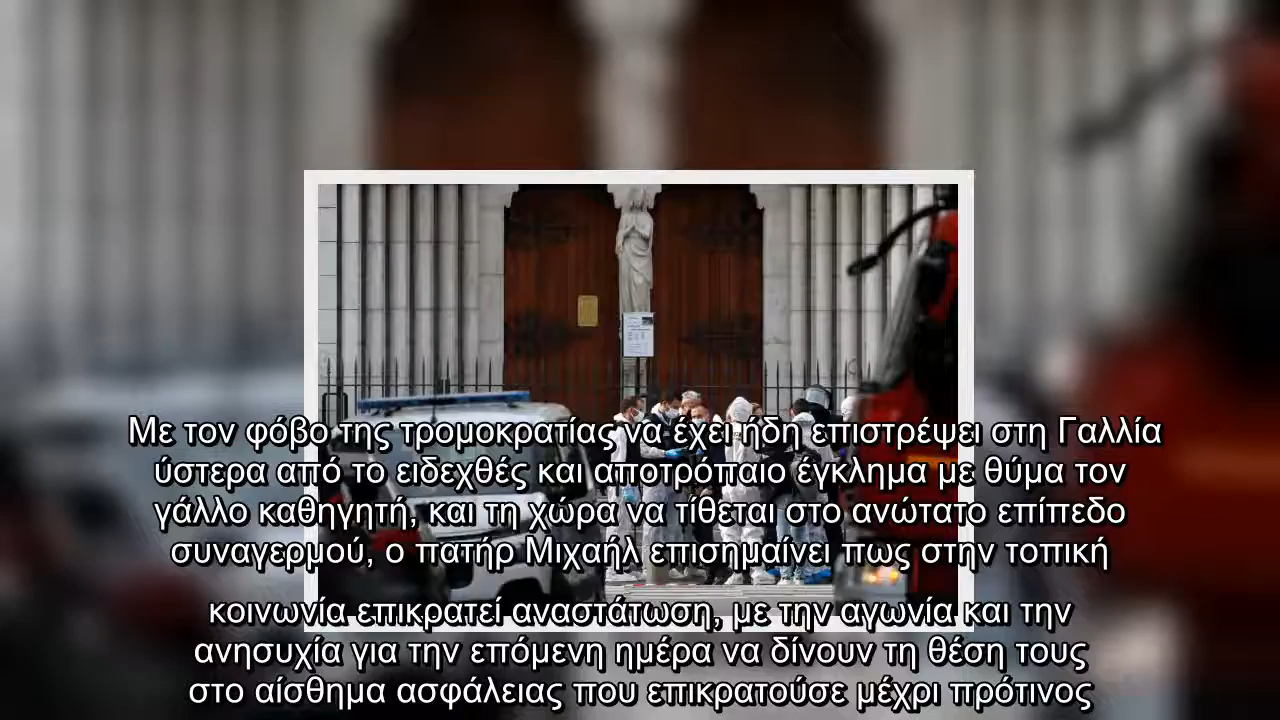 Με τον φόβο της τρομοκρατίας να έχει ήδη επιστρέψει στη Γαλλία
ύστερα από το ειδεχθές και αποτρόπαιο έγκλημα με θύμα τον
γάλλο καθηγητή, και τη χώρα να τίθεται στο ανώτατο επίπεδο
συναγερμού, ο πατήρ Μιχαήλ επισημαίνει πως στην τοπική
κοινωνία επικρατεί αναστάτωση, με την αγωνία και την
ανησυχία για την επόμενη ημέρα να δίνουν τη θέση τους
στο αίσθημα ασφάλειας που επικρατούσε μέχρι πρότινος